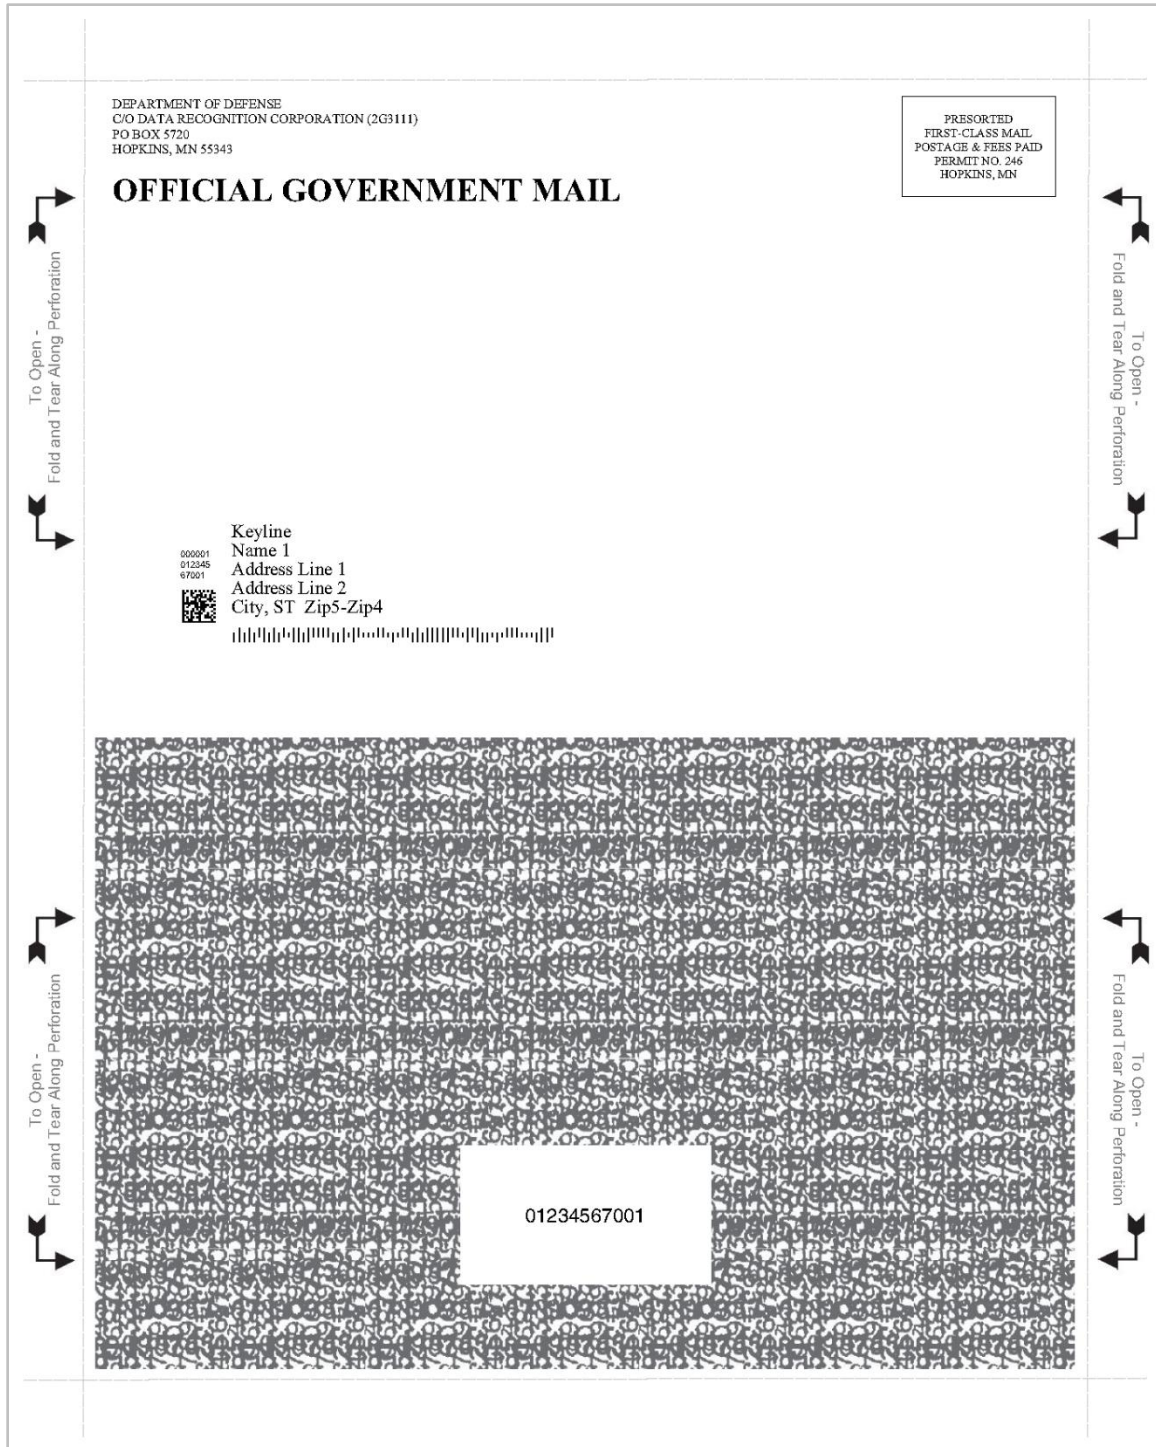 DEPARTMENT OF DEFENSE
C/O DATA RECOGNITION CORPORATION (2G3111)
PO BOX 5720
HOPKINS, MN 55343
OFFICIAL GOVERNMENT MAIL
PRESORTED
FIRST-CLASS MAIL
POSTAGE & FEES PAID
PERMIT NO. 246
HOPKINS, MN
To Open -
Fold and Tear Along Perforation
To Open -
Fold and Tear Along Perforation
000001
012345
67001
Keyline
Name 1
Address Line 1
Address Line 2
City, ST  Zip5-Zip4
To Open -
Fold and Tear Along Perforation
To Open -
Fold and Tear Along Perforation
01234567001